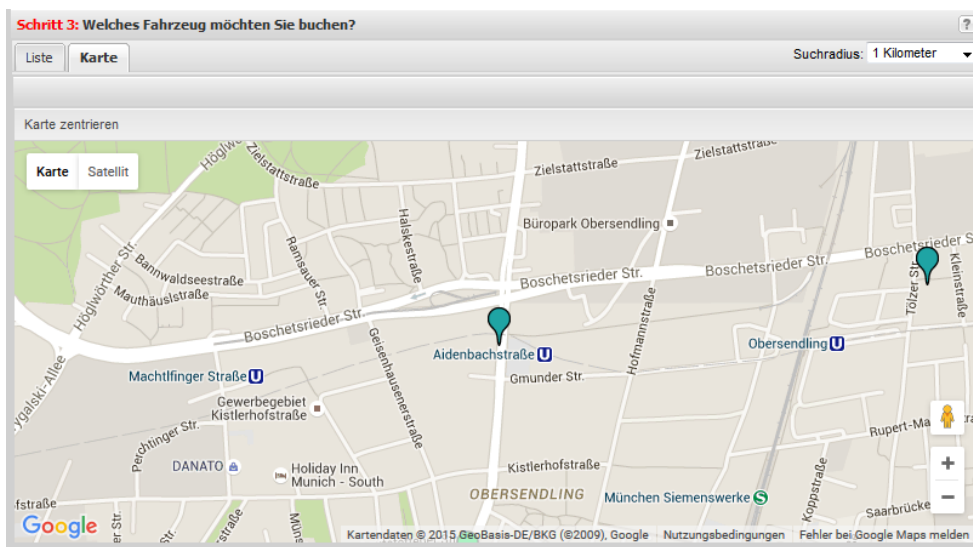 Schritt 3: Welches Fahrzeug möchten Sie buchen?
?
Liste
Karte
Suchradius: 1 Kilometer
Karte zentrieren
Karte
Satellit
Zielstattstraße
Zielstattstraße
Zielstattstraße
Höglwörther Str.
Halskestraße
Büropark Obersendling
Ramsauer Str.
Bannwaldseestraße
Mauthäuslstraße
Boschetsrieder Str.
Boschetsrieder Str.
Boschetsrieder S
Boschetsrieder Str.
Tölzer Str.
Kleinstraße
Hofmannstraße
Geisenhausenerstraße
Aidenbachstraße U
Obersendling U
Machtlfinger Straße U
Gmunder Str.
ygalski-Allee
Gewerbegebiet
Kistlerhofstraße
Perchtinger Str.
Rupert-Ma
DANATO
Holiday Inn
Munich - South
Kistlerhofstraße
OBERSENDLING
München Siemenswerke S
Koppstraße
Saarbrücke
fstraße
+
−
Google
Kartendaten © 2015 GeoBasis-DE/BKG (©2009), Google
Nutzungsbedingungen
Fehler bei Google Maps melden